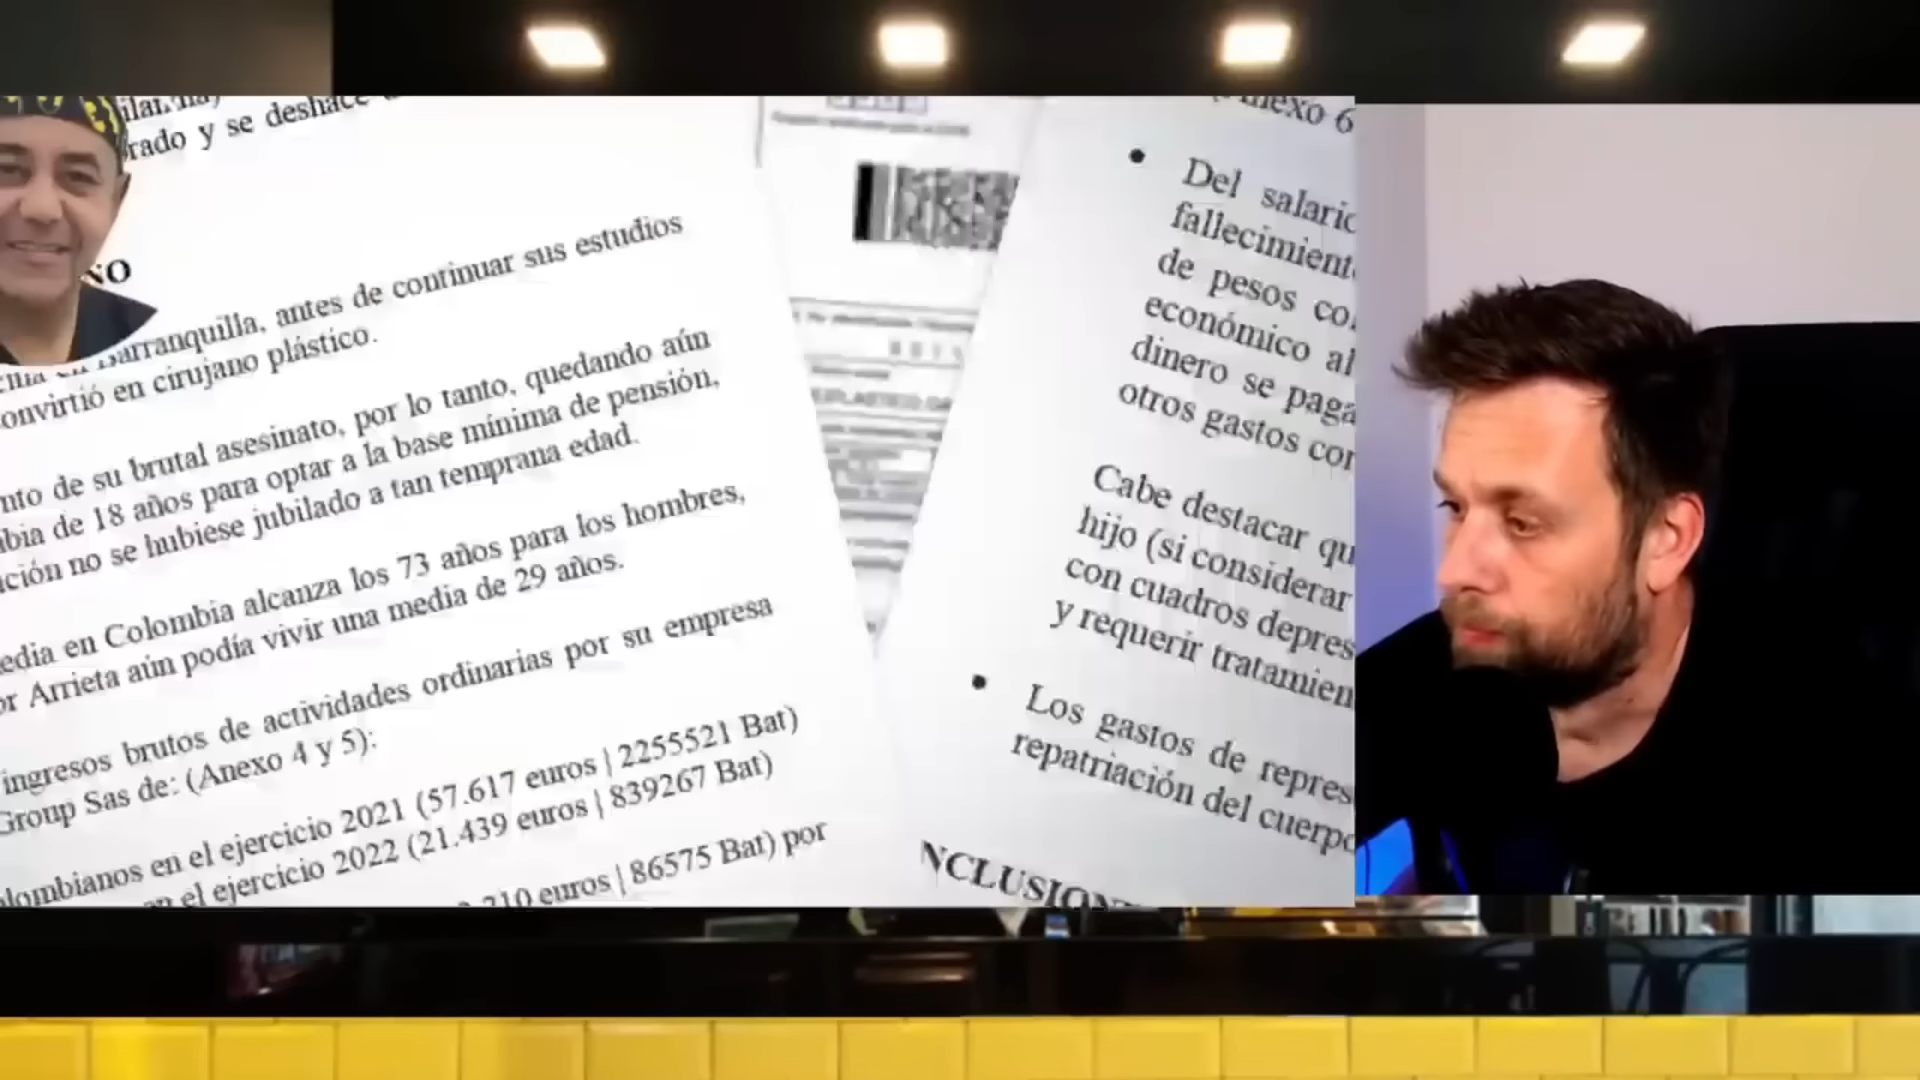 rado y se deshace
NO
Barranquilla, antes de continuar sus estudios
onvirtió en cirujano plástico.
nto de su brutal asesinato, por lo tanto, quedando aún
bia de 18 años para optar a la base mínima de pensión,
ción no se hubiese jubilado a tan temprana edad.
edia en Colombia alcanza los 73 años para los hombres,
or Arrieta aún podía vivir una media de 29 años.
ingresos brutos de actividades ordinarias por su empresa
Group Sas de: (Anexo 4 y 5):
lombianos en el ejercicio 2021 (57.617 euros | 2255521 Bat)
en el ejercicio 2022 (21.439 euros | 839267 Bat)
210 euros | 86575 Bat) por
nexo 6
• Del salario
fallecimient
de pesos co
económico al
dinero se paga
otros gastos cor
Cabe destacar qu
hijo (si considerar
con cuadros depres
y requerir tratamien
• Los gastos de repres
repatriación del cuerpo
NCLUSION